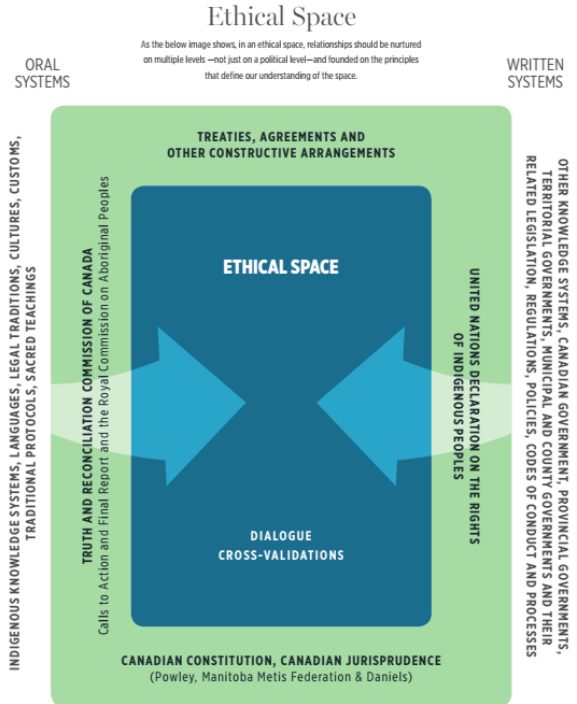 Ethical Space
As the below image shows, in an ethical space, relationships should be nurtured
on multiple levels —not just on a political level—and founded on the principles
that define our understanding of the space.
ORAL
SYSTEMS
WRITTEN
SYSTEMS
INDIGENOUS KNOWLEDGE SYSTEMS, LANGUAGES, LEGAL TRADITIONS, CULTURES, CUSTOMS,
TRADITIONAL PROTOCOLS, SACRED TEACHINGS
TREATIES, AGREEMENTS AND
OTHER CONSTRUCTIVE ARRANGEMENTS
TRUTH AND RECONCILIATION COMMISSION OF CANADA
Calls to Action and Final Report and the Royal Commission on Aboriginal Peoples
ETHICAL SPACE
DIALOGUE
CROSS-VALIDATIONS
UNITED NATIONS DECLARATION ON THE RIGHTS
OF INDIGENOUS PEOPLES
OTHER KNOWLEDGE SYSTEMS, CANADIAN GOVERNMENT, PROVINCIAL GOVERNMENTS,
TERRITORIAL GOVERNMENTS, MUNICIPAL AND COUNTY GOVERNMENTS AND THEIR
RELATED LEGISLATION, REGULATIONS, POLICIES, CODES OF CONDUCT AND PROCESSES
CANADIAN CONSTITUTION, CANADIAN JURISPRUDENCE
(Powley, Manitoba Metis Federation & Daniels)